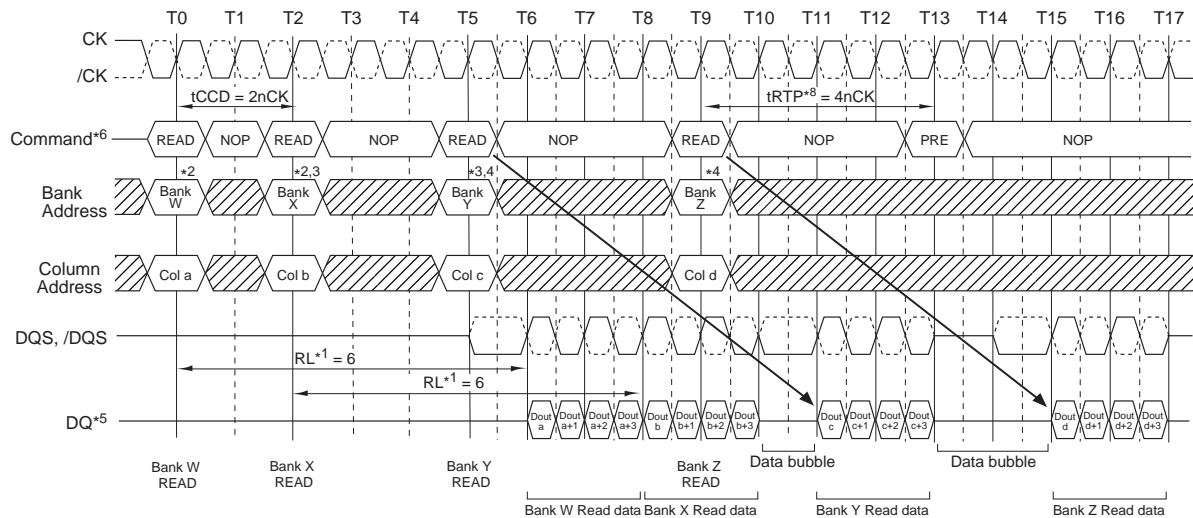 T0 T1 T2 T3 T4 T5 T6 T7 T8 T9 T10 T11 T12 T13 T14 T15 T16 T17
CK
/CK
tCCD = 2nCK
tRTP*8 = 4nCK
Command*6
READ NOP READ NOP READ NOP READ NOP PRE NOP
*2 *2,3 *3,4 *4
Bank
Address
Bank
W
Bank
X
Bank
Y
Bank
Z
Column
Address
Col a Col b Col c Col d
DQS, /DQS
RL*1 = 6
RL*1 = 6
DQ*5
Dout
a
Dout
a+1
Dout
a+2
Dout
a+3
Dout
b
Dout
b+1
Dout
b+2
Dout
b+3
Dout
c
Dout
c+1
Dout
c+2
Dout
c+3
Dout
d
Dout
d+1
Dout
d+2
Dout
d+3
Bank W
READ
Bank X
READ
Bank Y
READ
Bank Z
READ
Data bubble
Data bubble
Bank W Read data
Bank X Read data
Bank Y Read data
Bank Z Read data